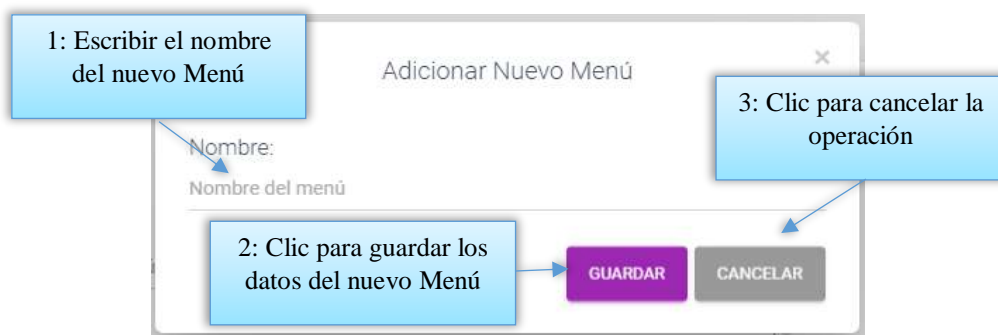 1: Escribir el nombre
del nuevo Menú
Adicionar Nuevo Menú
×
3: Clic para cancelar la
operación
Nombre:
Nombre del menú
2: Clic para guardar los
datos del nuevo Menú
GUARDAR
CANCELAR